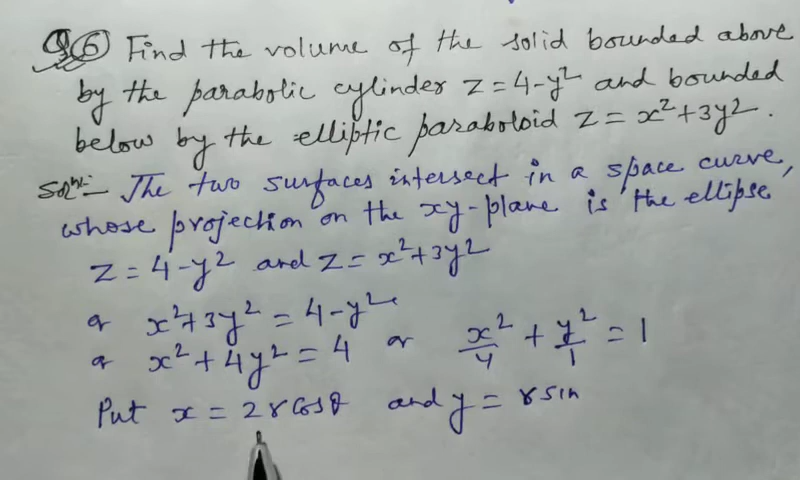 Q ⑥ Find the volume of the solid bounded above
by the parabolic cylinder z = 4-y² and bounded
below by the elliptic paraboloid z = x²+3y².
Solⁿ:- The two surfaces intersect in a space curve,
whose projection on the xy-plane is the ellipse
z = 4-y² and z = x²+3y²
or x²+3y² = 4-y²
or x²+4y² = 4 or x²/4 + y²/1 = 1
Put x = 2r cosθ and y = r sin